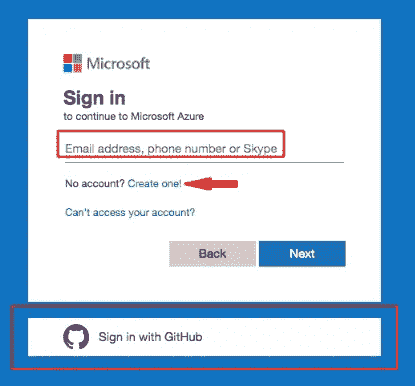 Microsoft
Sign in
to continue to Microsoft Azure
Email address, phone number or Skype
No account? Create one!
Can't access your account?
Back Next
Sign in with GitHub